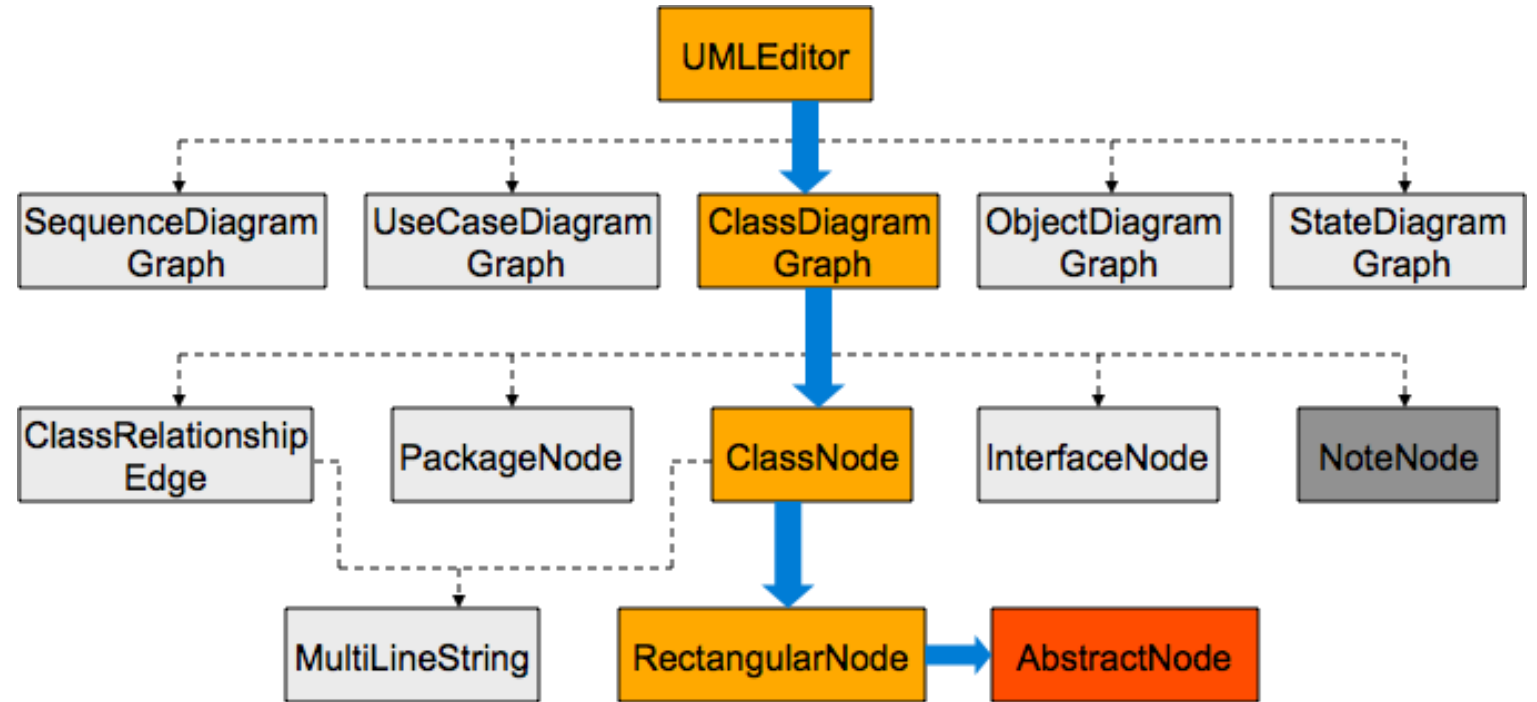 UMLEditor
SequenceDiagram
Graph
UseCaseDiagram
Graph
ClassDiagram
Graph
ObjectDiagram
Graph
StateDiagram
Graph
ClassRelationship
Edge
PackageNode
ClassNode
InterfaceNode
NoteNode
MultiLineString
RectangularNode
AbstractNode